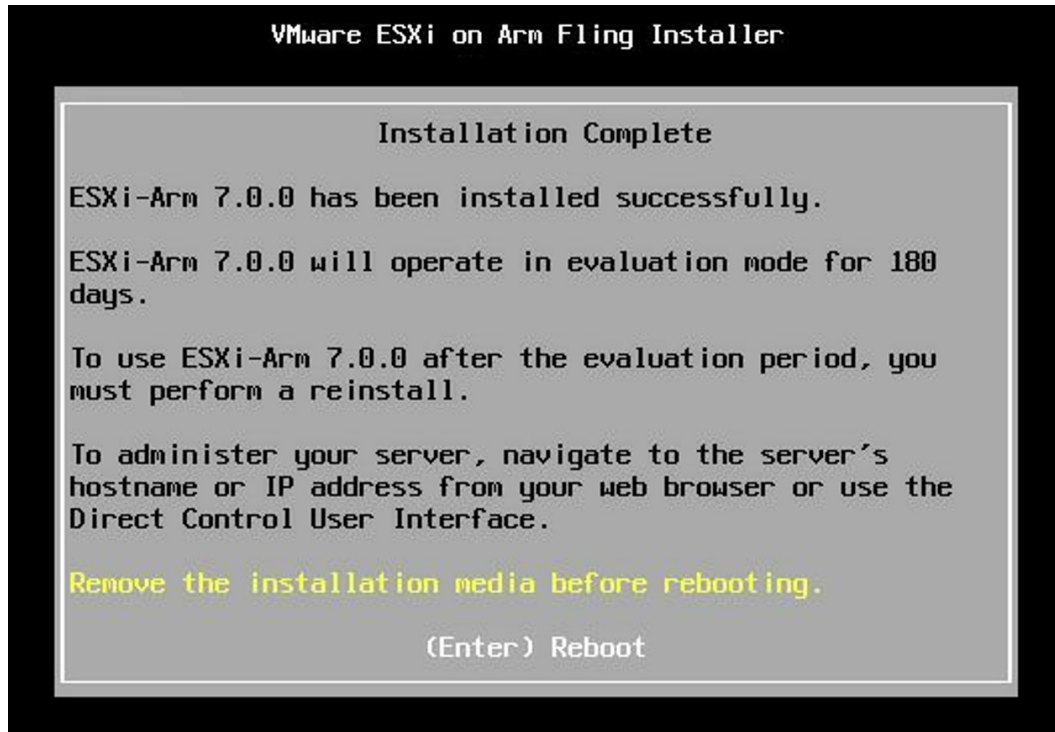 VMware ESXi on Arm Fling Installer
Installation Complete
ESXi-Arm 7.0.0 has been installed successfully.
ESXi-Arm 7.0.0 will operate in evaluation mode for 180
days.
To use ESXi-Arm 7.0.0 after the evaluation period, you
must perform a reinstall.
To administer your server, navigate to the server's
hostname or IP address from your web browser or use the
Direct Control User Interface.
Remove the installation media before rebooting.
(Enter) Reboot